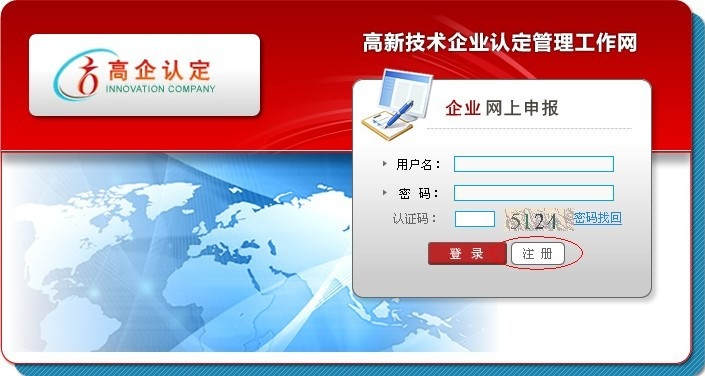 高新技术企业认定管理工作网
高企认定
INNOVATION COMPANY
企业 网上申报
用户名：
密 码：
认证码： 5124 密码找回
登 录 注 册